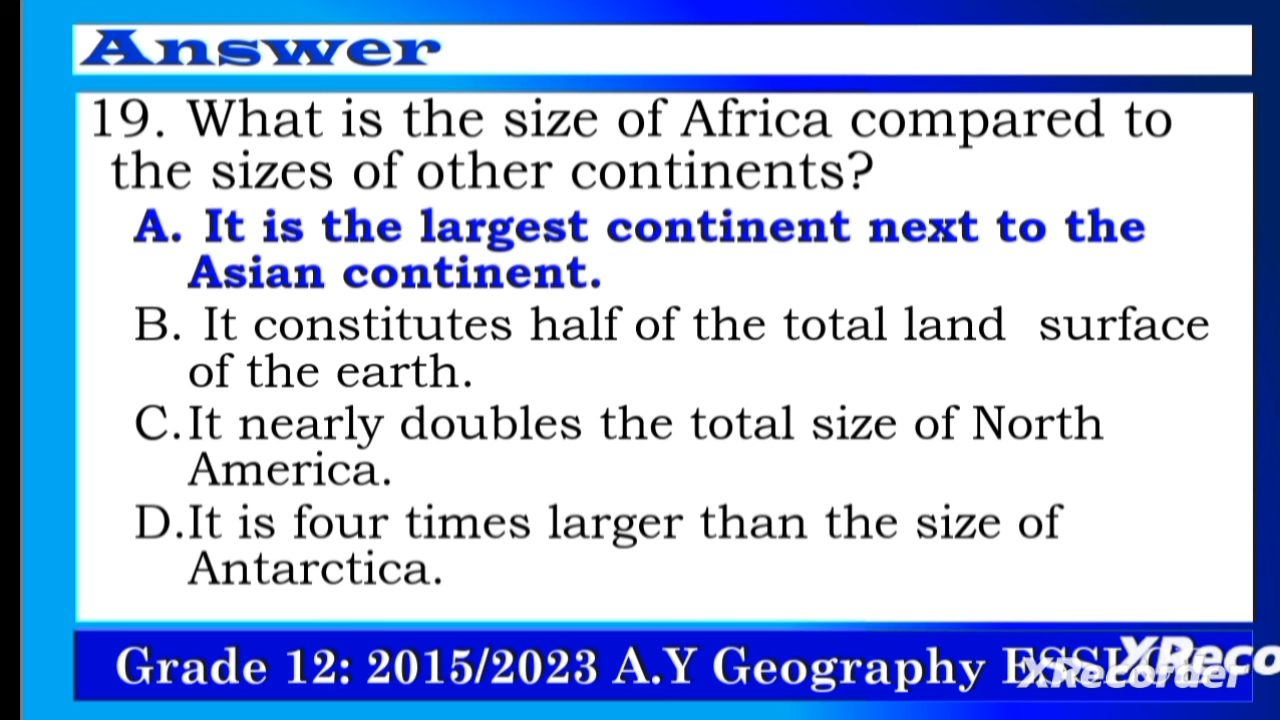 Answer
19. What is the size of Africa compared to
the sizes of other continents?
A. It is the largest continent next to the
Asian continent.
B. It constitutes half of the total land surface
of the earth.
C.It nearly doubles the total size of North
America.
D.It is four times larger than the size of
Antarctica.
Grade 12: 2015/2023 A.Y Geography
XReco
XRecorder